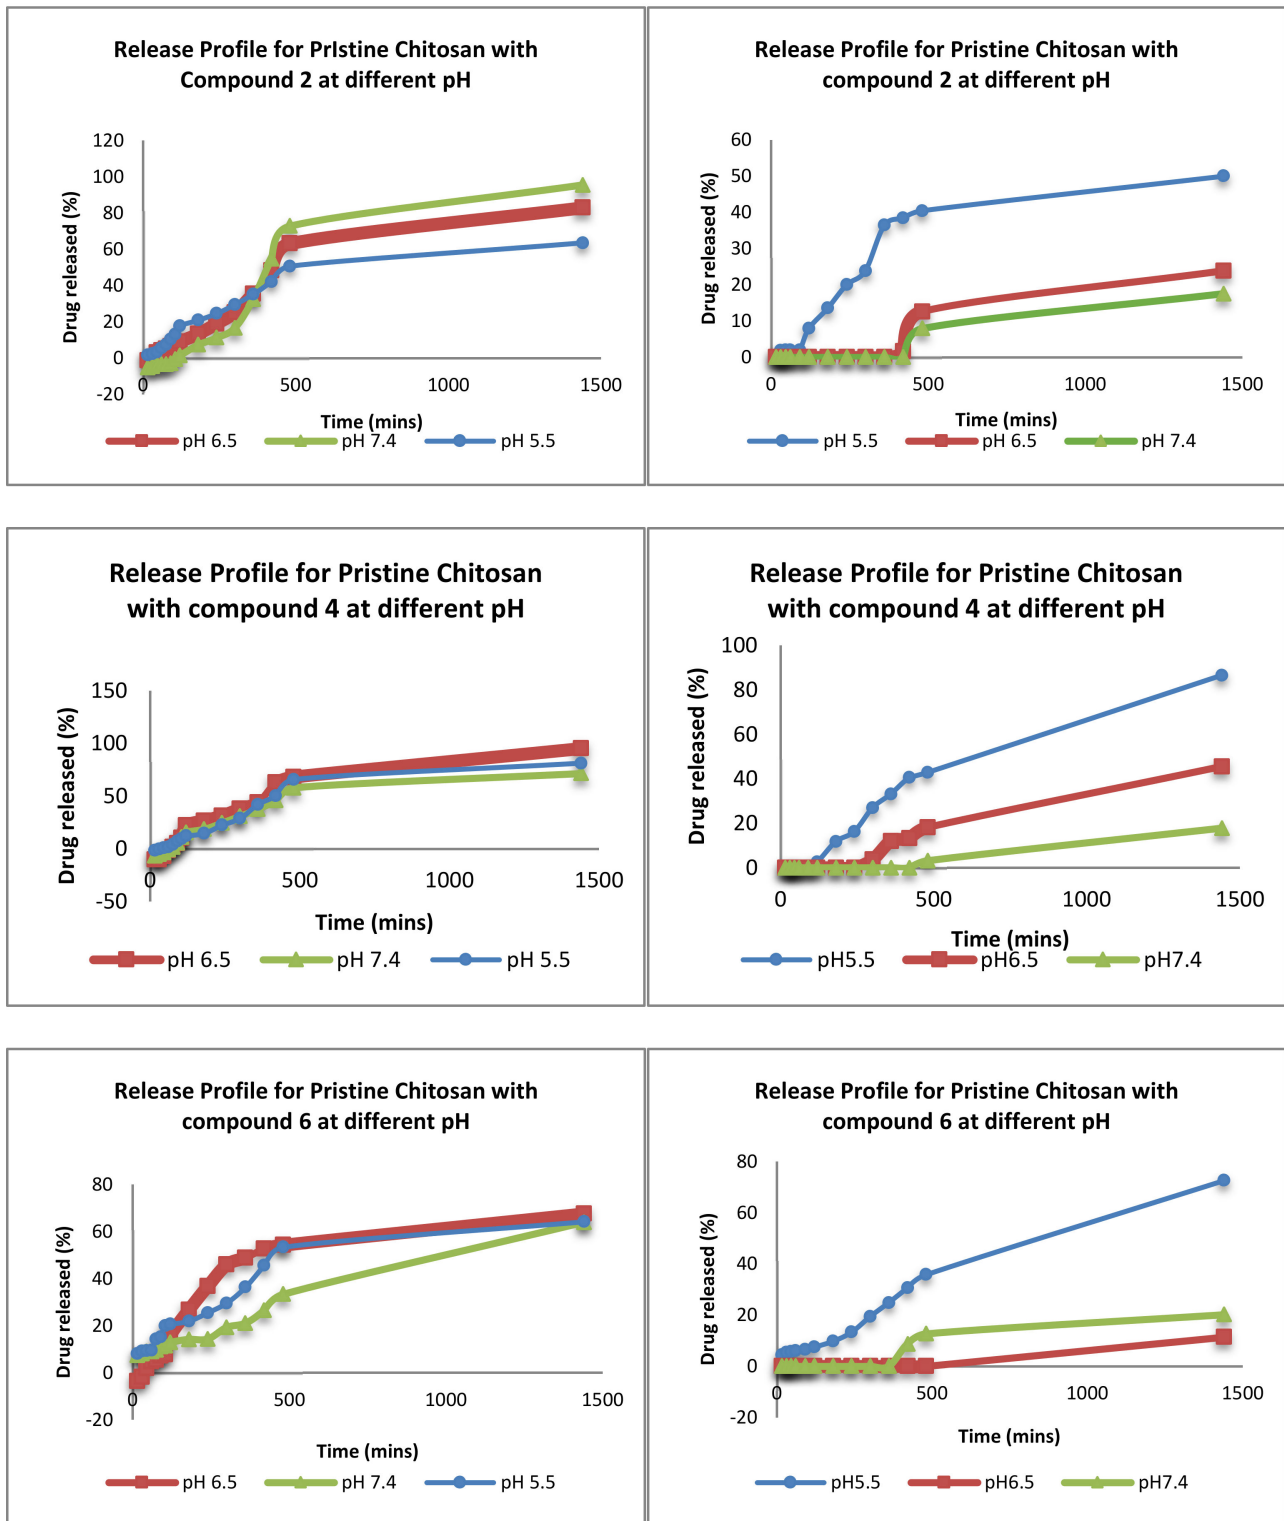 Release Profile for PrIstine Chitosan with
Compound 2 at different pH
120
100
80
60
40
20
0
-20
Drug released (%)
0
500
1000
1500
Time (mins)
pH 6.5
pH 7.4
pH 5.5
Release Profile for Pristine Chitosan with
compound 2 at different pH
60
50
40
30
20
10
0
Drug released (%)
0
500
1000
1500
Time (mins)
pH 5.5
pH 6.5
pH 7.4
Release Profile for Pristine Chitosan
with compound 4 at different pH
150
100
50
0
-50
Drug released (%)
0
500
1000
1500
Time (mins)
pH 6.5
pH 7.4
pH 5.5
Release Profile for Pristine Chitosan
with compound 4 at different pH
100
80
60
40
20
0
Drug released (%)
0
500
1000
1500
Time (mins)
pH5.5
pH6.5
pH7.4
Release Profile for Pristine Chitosan with
compound 6 at different pH
80
60
40
20
0
-20
Drug released (%)
0
500
1000
1500
Time (mins)
pH 6.5
pH 7.4
pH 5.5
Release Profile for Pristine Chitosan with
compound 6 at different pH
80
60
40
20
0
-20
Drug released (%)
0
500
1000
1500
Time (mins)
pH5.5
pH6.5
pH7.4